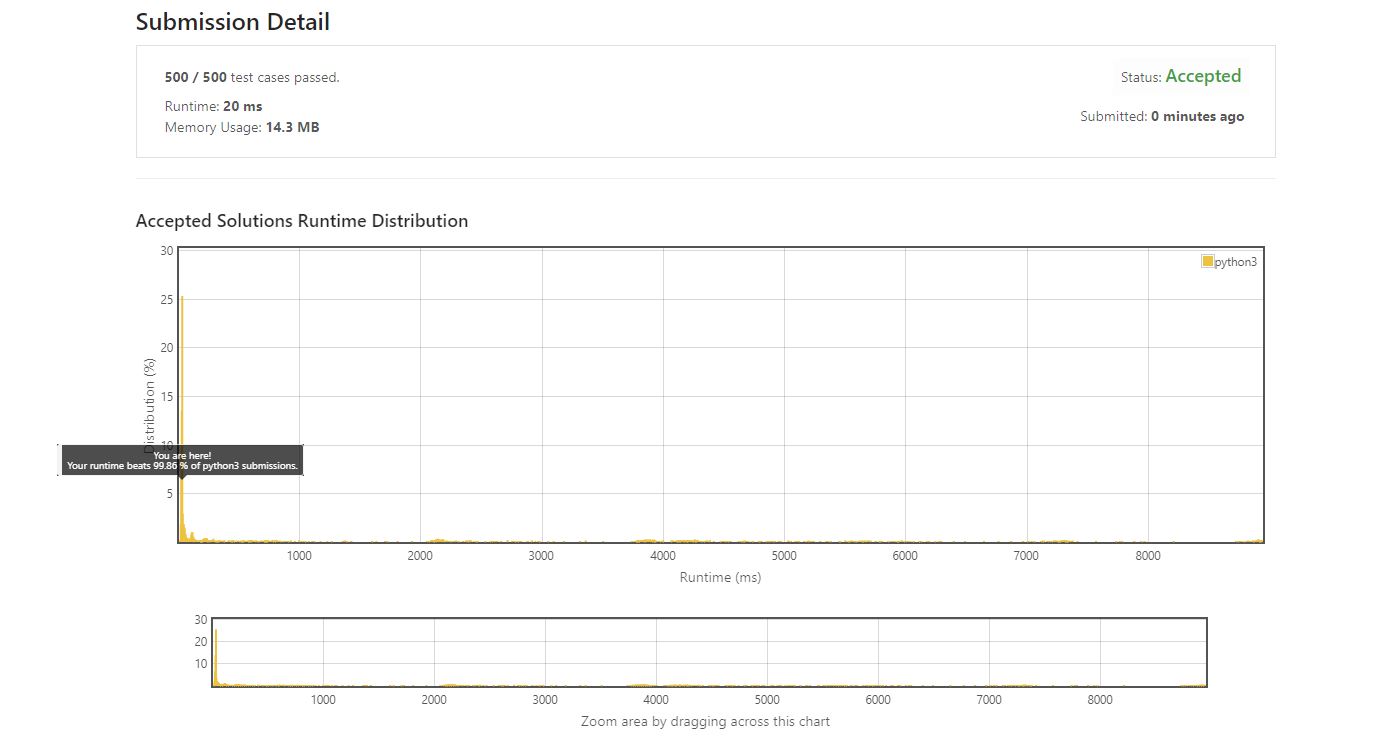 Submission Detail
500 / 500 test cases passed.
Status: Accepted
Runtime: 20 ms
Memory Usage: 14.3 MB
Submitted: 0 minutes ago
Accepted Solutions Runtime Distribution
30
25
20
15
10
5
Distribution (%)
python3
You are here!
Your runtime beats 99.86 % of python3 submissions.
1000 2000 3000 4000 5000 6000 7000 8000
Runtime (ms)
30
20
10
1000 2000 3000 4000 5000 6000 7000 8000
Zoom area by dragging across this chart